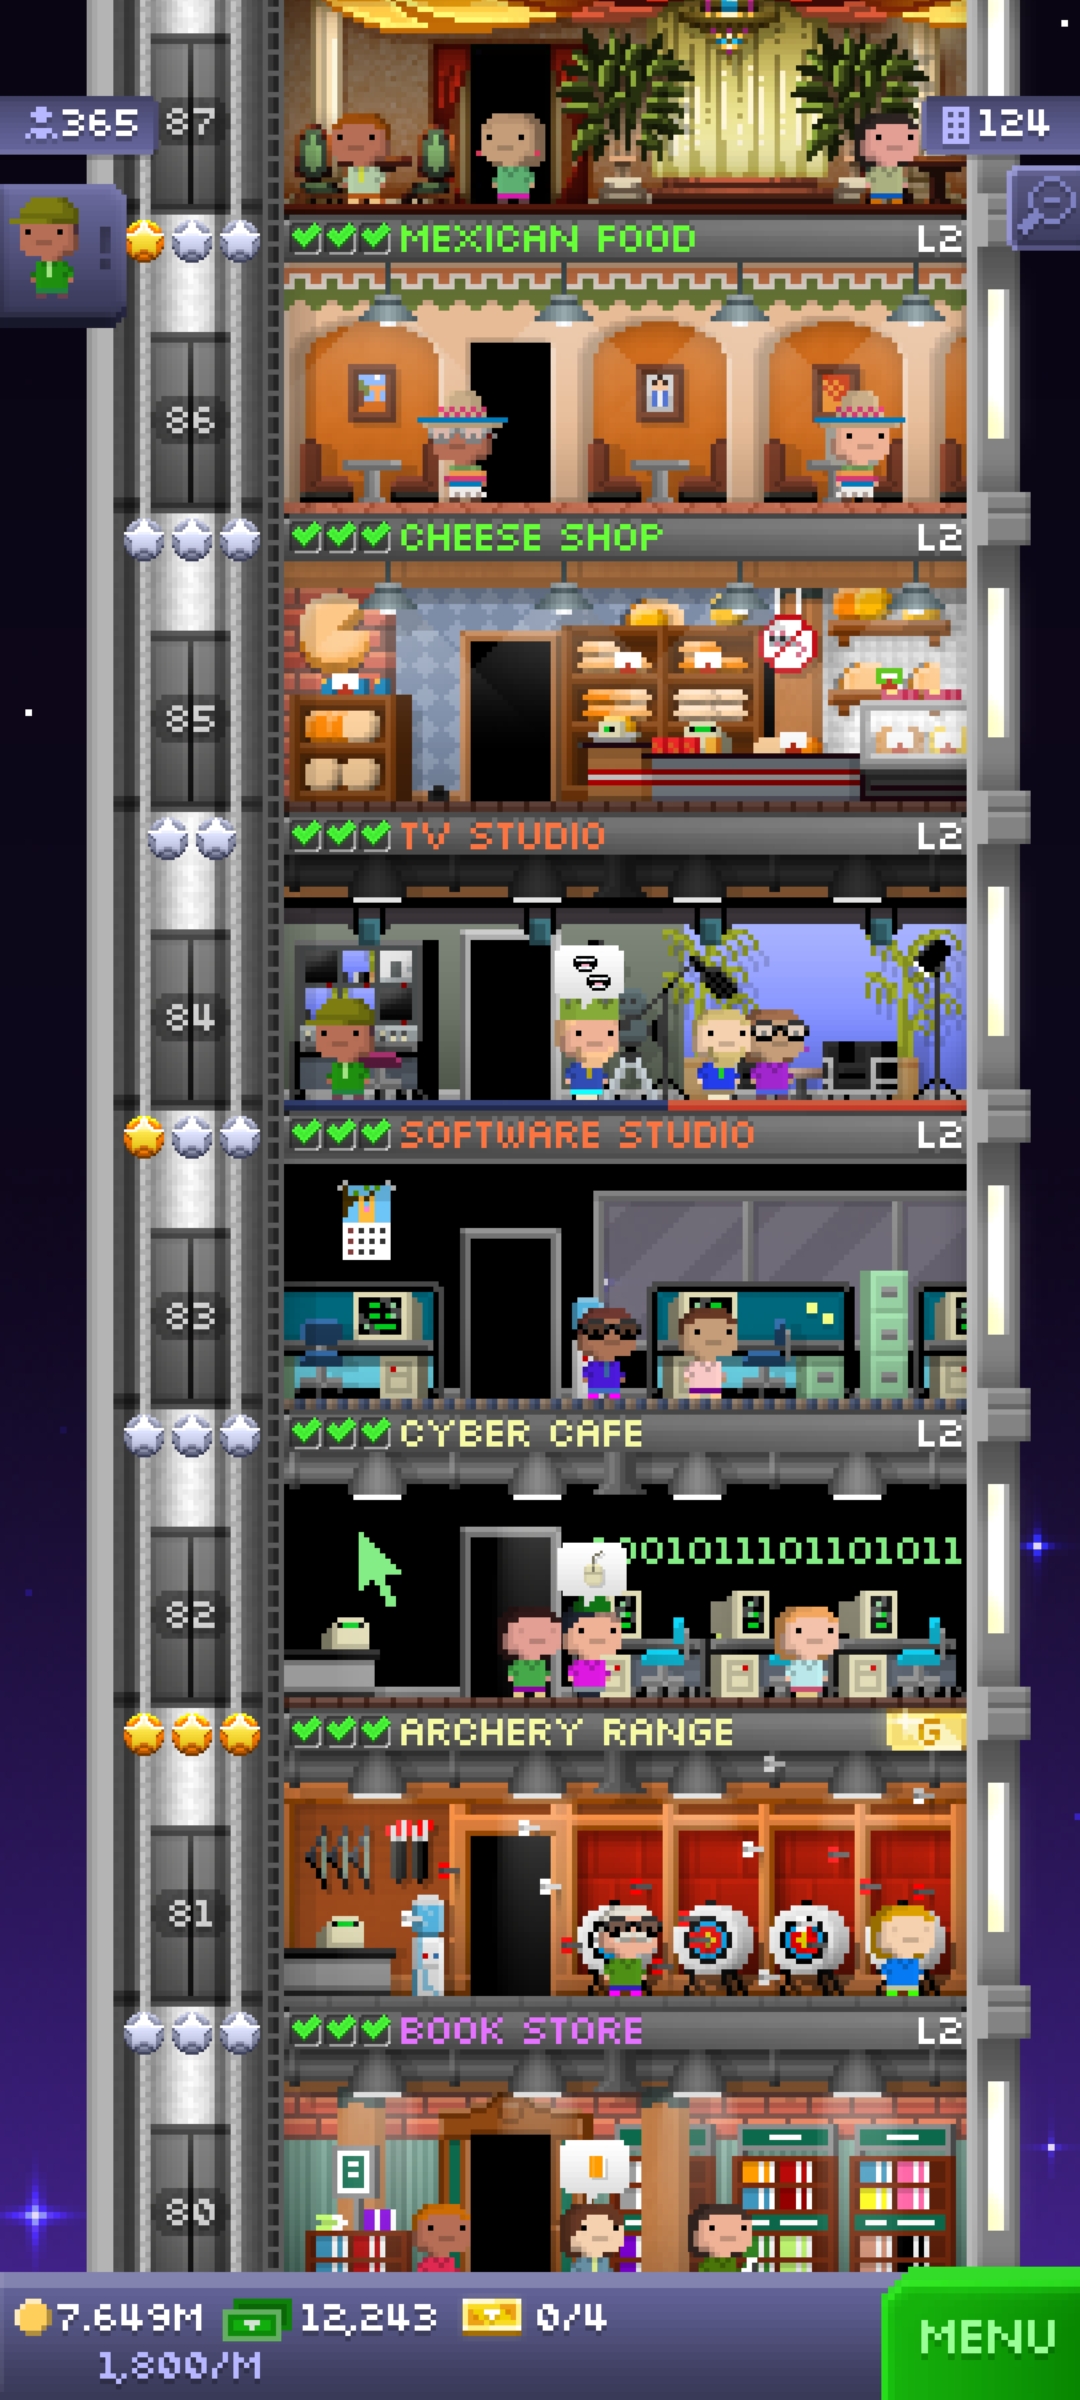 365
87
124
MEXICAN FOOD
L2
86
CHEESE SHOP
L2
85
TV STUDIO
L2
84
SOFTWARE STUDIO
L2
83
CYBER CAFE
L2
001011101101011
82
ARCHERY RANGE
G
81
BOOK STORE
L2
80
7.649M
12,243
0/4
MENU
1,800/M